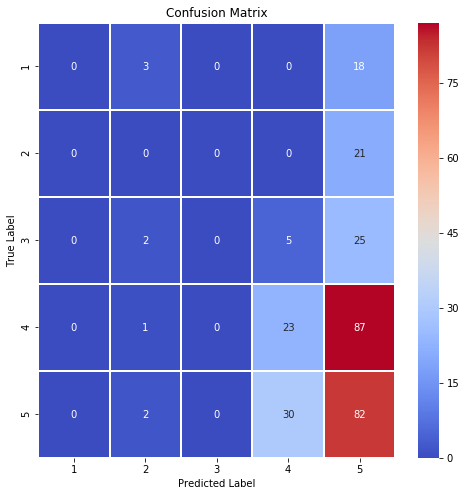 Confusion Matrix
True Label
1 0 3 0 0 18
2 0 0 0 0 21
3 0 2 0 5 25
4 0 1 0 23 87
5 0 2 0 30 82
1 2 3 4 5
Predicted Label
75
60
45
30
15
0